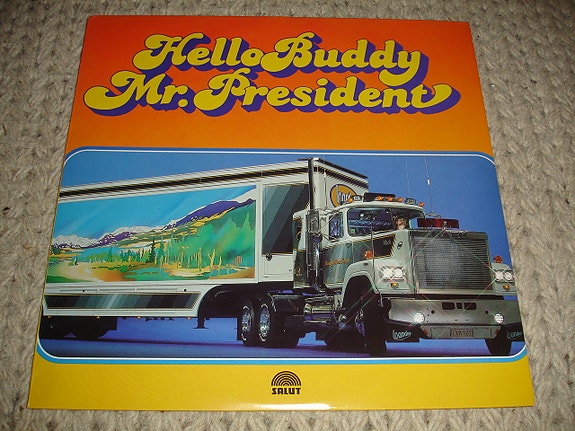 Hello Buddy
Mr. President
SALUT